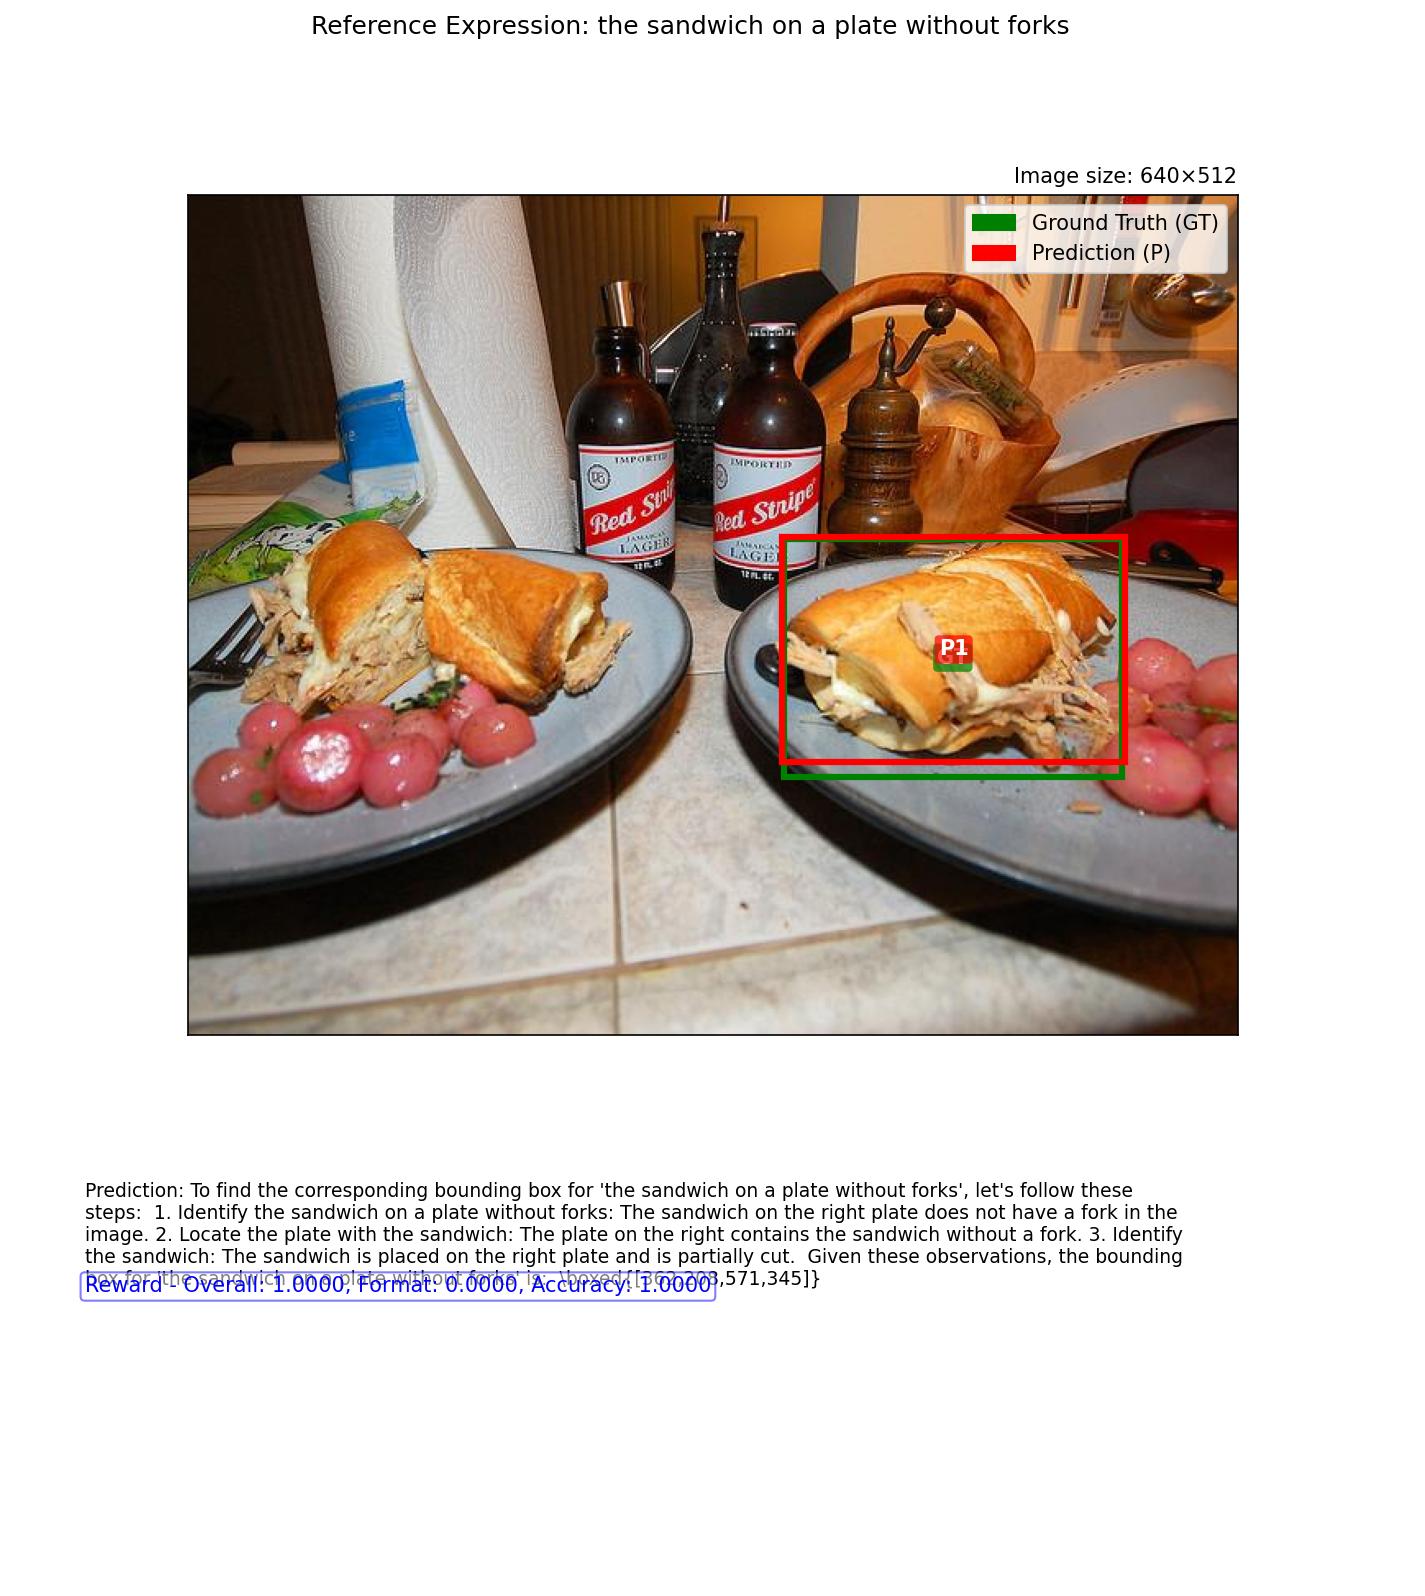 Reference Expression: the sandwich on a plate without forks
Image size: 640×512
Ground Truth (GT)
Prediction (P)
IMPORTED
Red Stri
JAMAICAN
LAGER
12 FL. OZ.
IMPORTED
Red Stripe
JAMAICA
LAGE
12 FL. OZ.
P1
Prediction: To find the corresponding bounding box for 'the sandwich on a plate without forks', let's follow these
steps:  1. Identify the sandwich on a plate without forks: The sandwich on the right plate does not have a fork in the
image. 2. Locate the plate with the sandwich: The plate on the right contains the sandwich without a fork. 3. Identify
the sandwich: The sandwich is placed on the right plate and is partially cut.  Given these observations, the bounding
box for 'the sandwich on a plate without forks' is:  \boxed{[362,208,571,345]}
Reward - Overall: 1.0000, Format: 0.0000, Accuracy: 1.0000